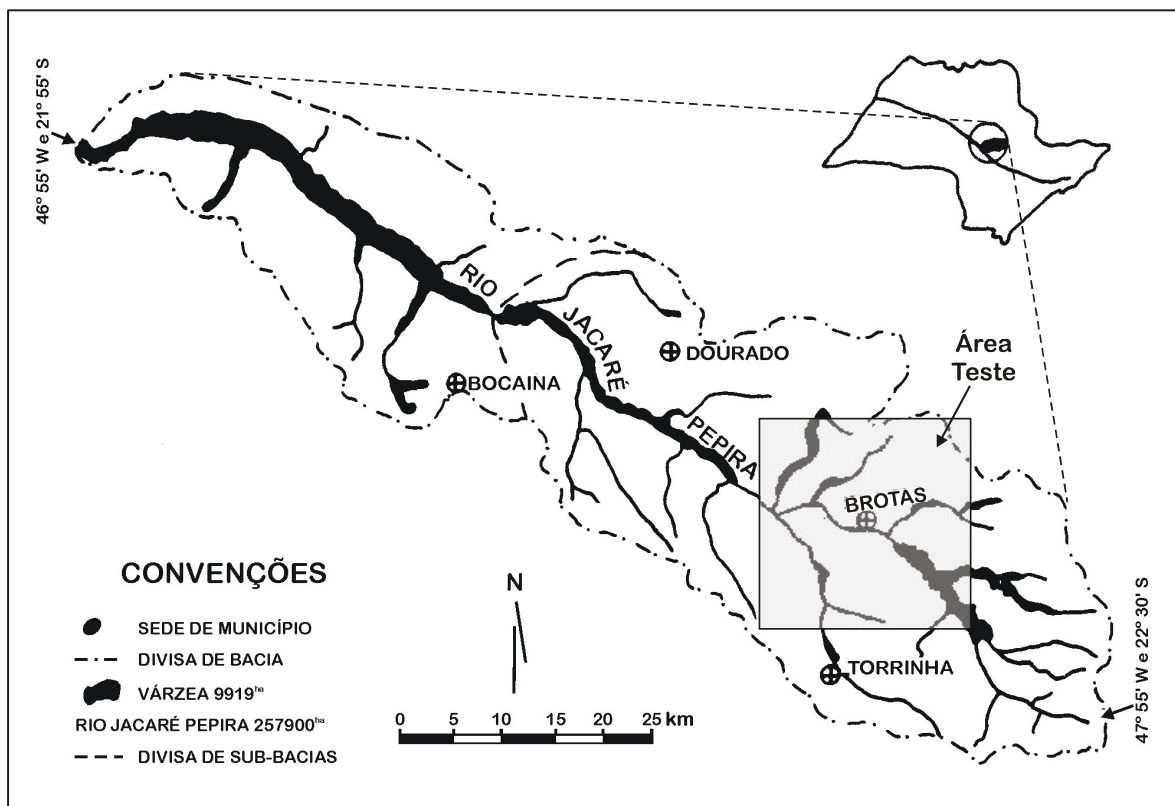 46° 55' W e 21° 55' S
RIO
JACARÉ
PEPIRA
DOURADO
BOCAINA
Área
Teste
BROTAS
TORRINHA
47° 55' W e 22° 30' S
CONVENÇÕES
SEDE DE MUNICÍPIO
DIVISA DE BACIA
VÁRZEA 9919ha
RIO JACARÉ PEPIRA 257900ha
DIVISA DE SUB-BACIAS
N
0 5 10 15 20 25 km